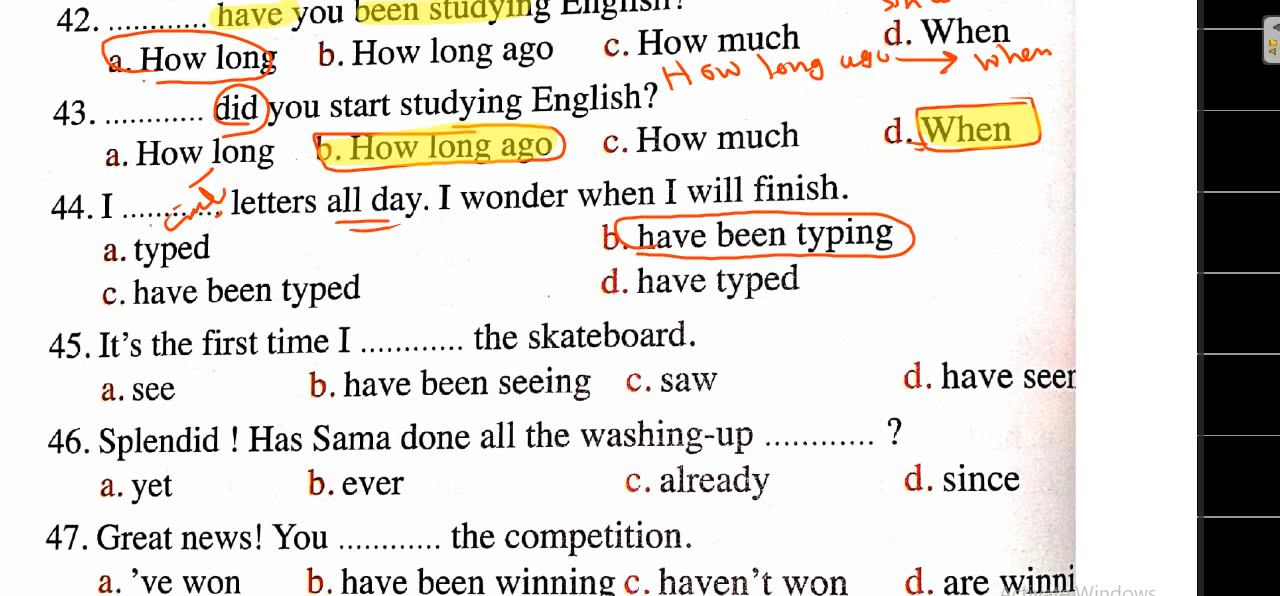 42. ............ have you been studying English?
a. How long b. How long ago c. How much d. When
How long ago → when
43. ............ did you start studying English?
a. How long b. How long ago c. How much d. When
44. I ............ letters all day. I wonder when I will finish.
a. typed b. have been typing
c. have been typed d. have typed
45. It's the first time I ............ the skateboard.
a. see b. have been seeing c. saw d. have seen
46. Splendid ! Has Sama done all the washing-up ............ ?
a. yet b. ever c. already d. since
47. Great news! You ............ the competition.
a. 've won b. have been winning c. haven't won d. are winni
Windows